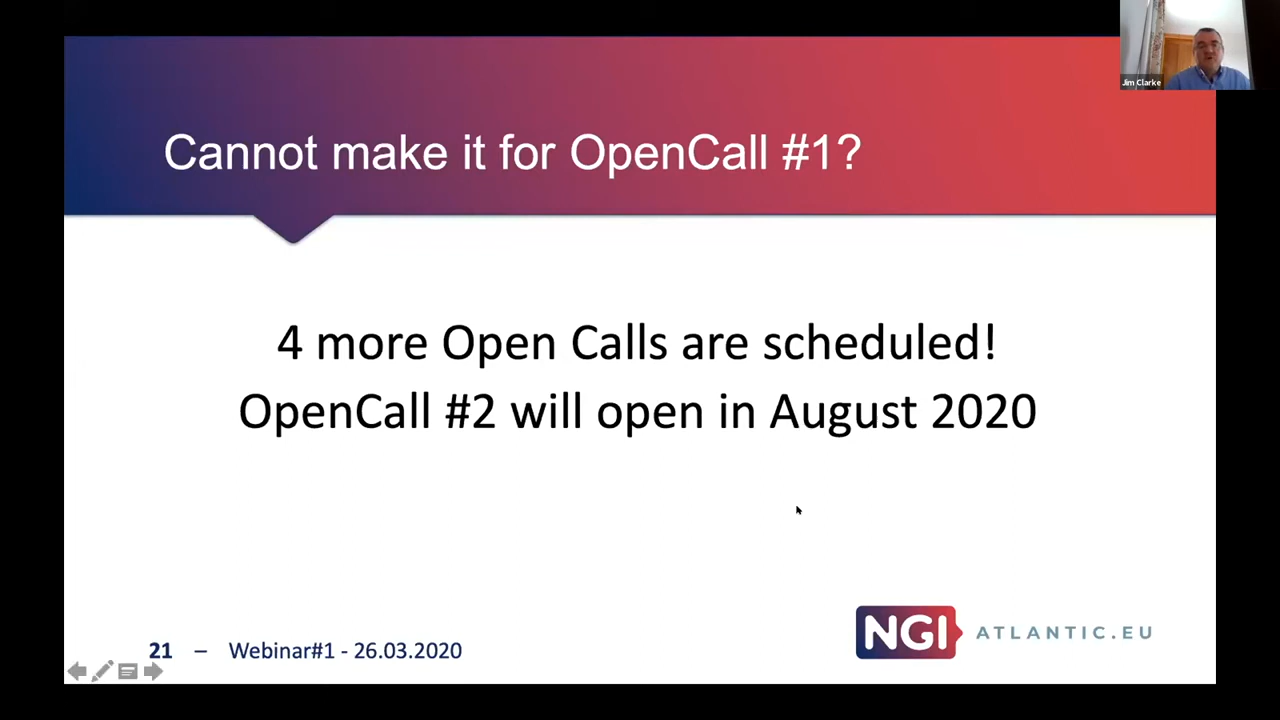 Jim Clarke
Cannot make it for OpenCall #1?
4 more Open Calls are scheduled!
OpenCall #2 will open in August 2020
NGI ATLANTIC.EU
21 – Webinar#1 - 26.03.2020